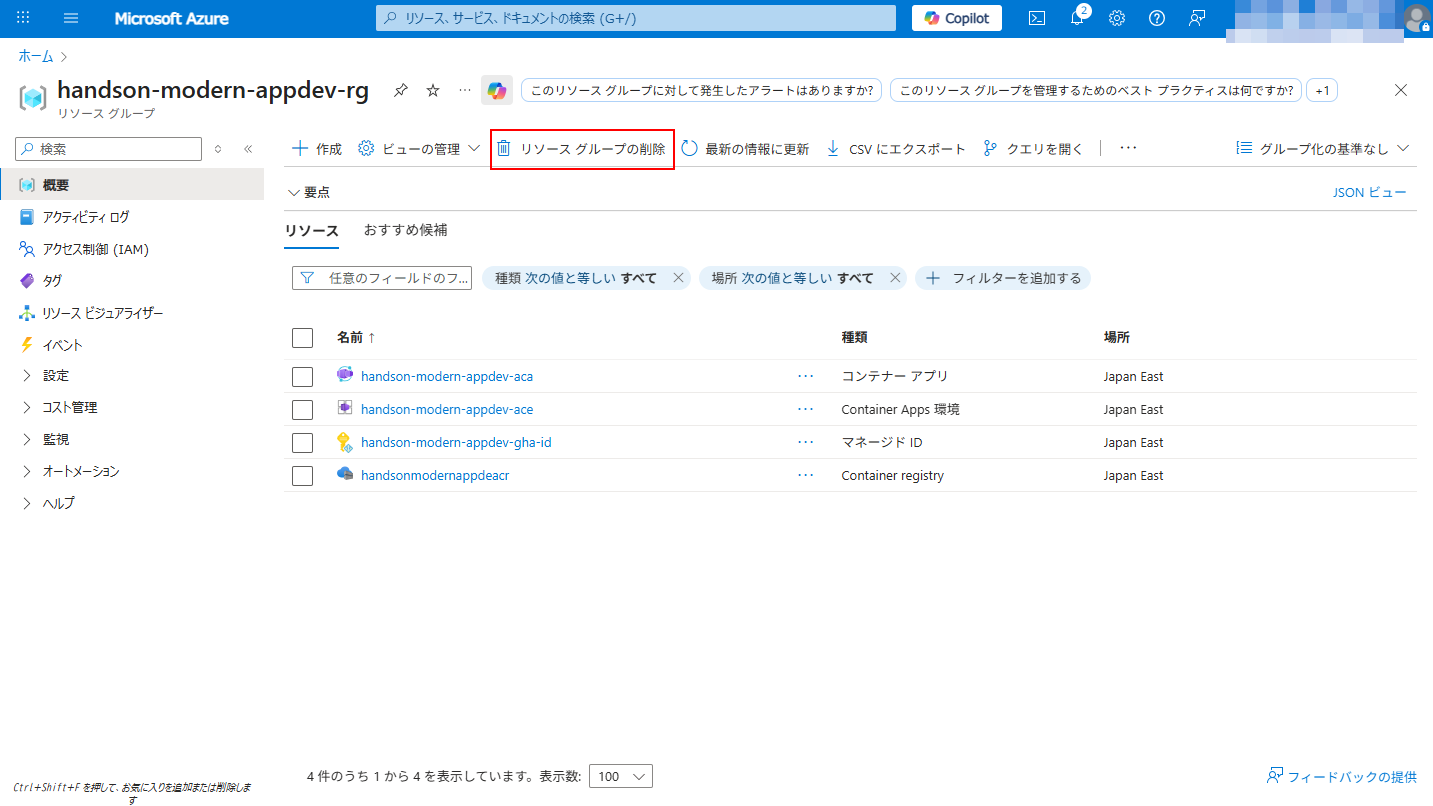 Microsoft Azure
リソース、サービス、ドキュメントの検索 (G+/)
Copilot
2
ホーム
handson-modern-appdev-rg
リソース グループ
このリソース グループに対して発生したアラートはありますか?
このリソース グループを管理するためのベスト プラクティスは何ですか?
+1
検索
作成
ビューの管理
リソース グループの削除
最新の情報に更新
CSV にエクスポート
クエリを開く
グループ化の基準なし
概要
アクティビティ ログ
アクセス制御 (IAM)
タグ
リソース ビジュアライザー
イベント
設定
コスト管理
監視
オートメーション
ヘルプ
要点
JSON ビュー
リソース
おすすめ候補
任意のフィールドのフ...
種類 次の値と等しい すべて
場所 次の値と等しい すべて
フィルターを追加する
名前 ↑ 種類 場所
handson-modern-appdev-aca ··· コンテナー アプリ Japan East
handson-modern-appdev-ace ··· Container Apps 環境 Japan East
handson-modern-appdev-gha-id ··· マネージド ID Japan East
handsonmodernappdeacr ··· Container registry Japan East
4 件のうち 1 から 4 を表示しています。表示数: 100
フィードバックの提供
Ctrl+Shift+F を押して、お気に入りを追加または削除しま
す